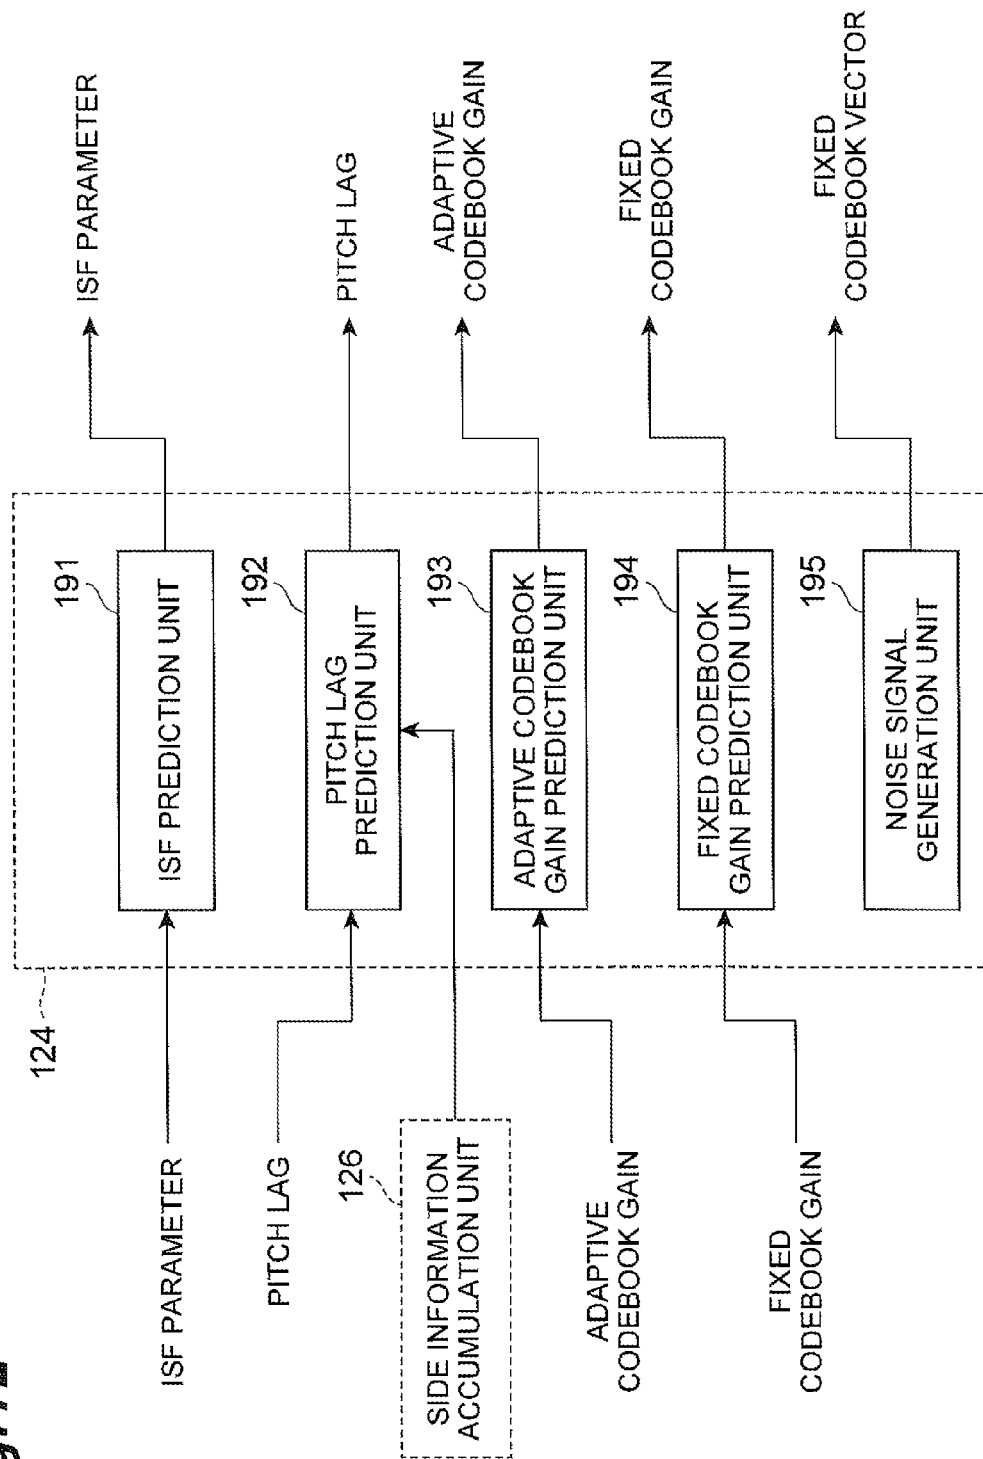 124
ISF PARAMETER
191
ISF PREDICTION UNIT
ISF PARAMETER
PITCH LAG
192
PITCH LAG
PREDICTION UNIT
PITCH LAG
126
SIDE INFORMATION
ACCUMULATION UNIT
193
ADAPTIVE CODEBOOK
GAIN PREDICTION UNIT
ADAPTIVE
CODEBOOK GAIN
ADAPTIVE
CODEBOOK GAIN
194
FIXED CODEBOOK
GAIN PREDICTION UNIT
FIXED
CODEBOOK GAIN
FIXED
CODEBOOK GAIN
195
NOISE SIGNAL
GENERATION UNIT
FIXED
CODEBOOK VECTOR